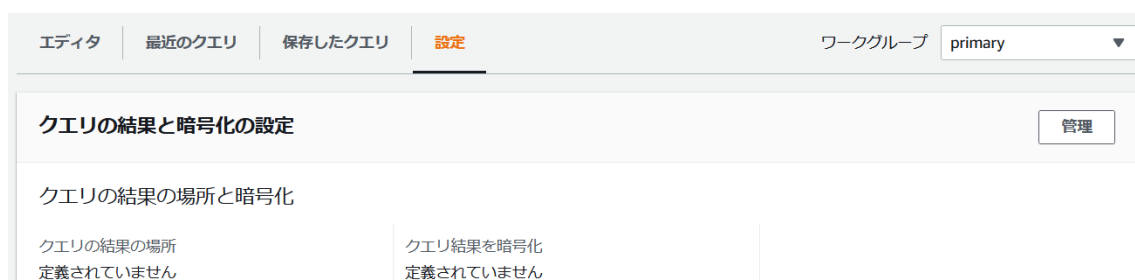 エディタ 最近のクエリ 保存したクエリ 設定 ワークグループ primary
クエリの結果と暗号化の設定 管理
クエリの結果の場所と暗号化
クエリの結果の場所 クエリ結果を暗号化
定義されていません 定義されていません